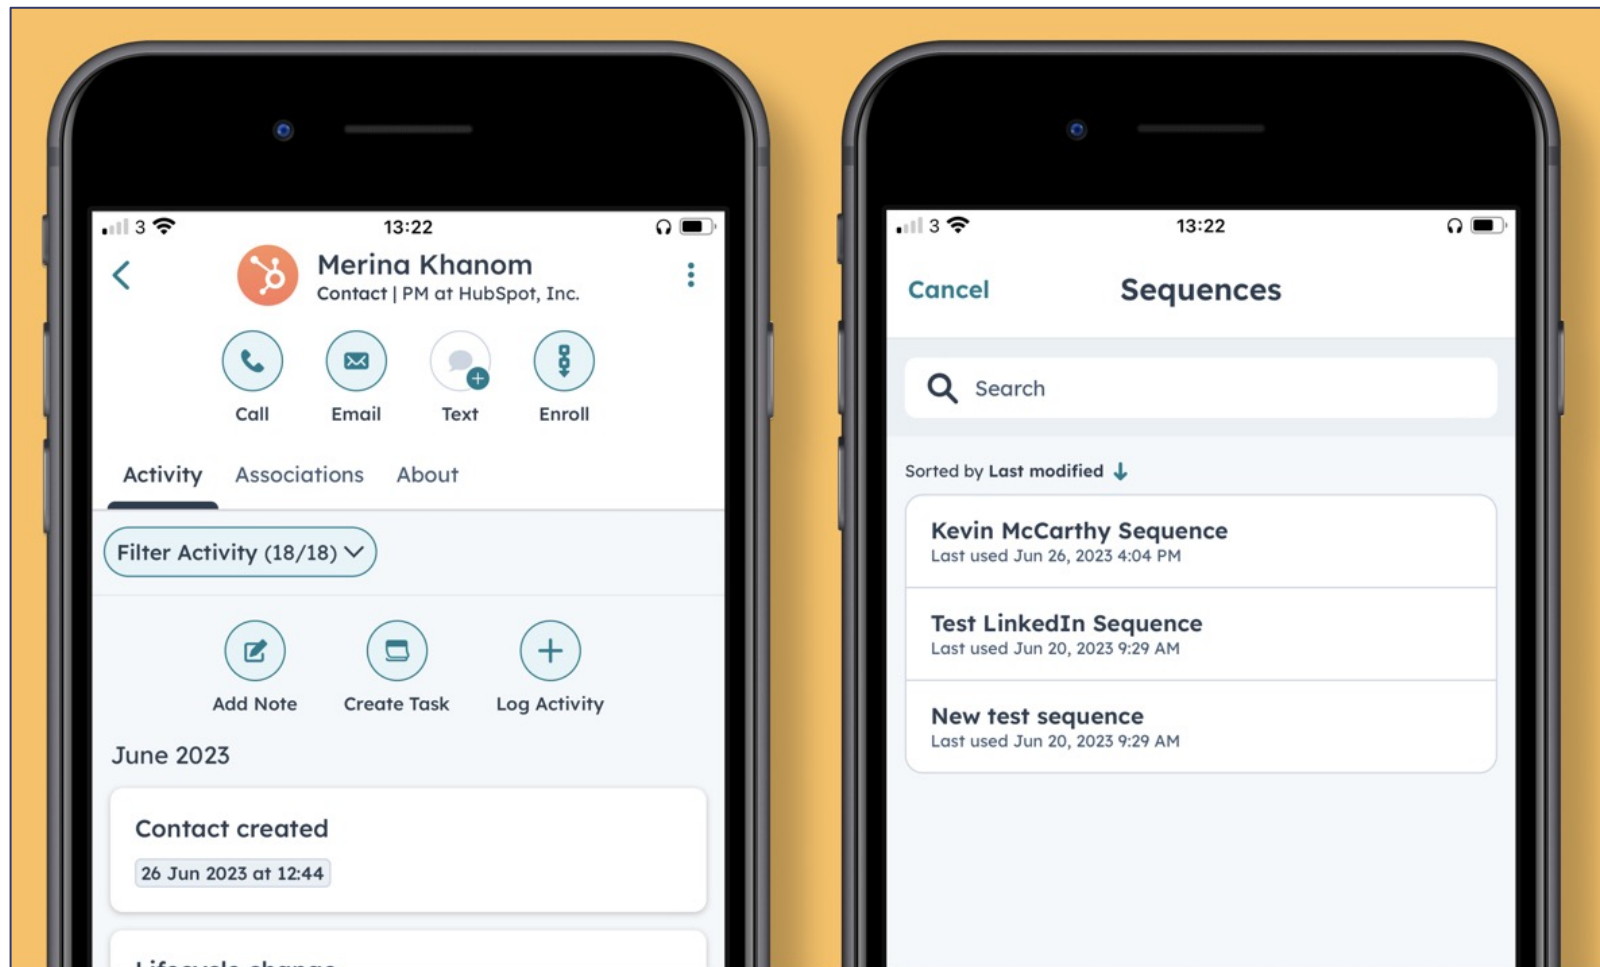 3
13:22
Merina Khanom
Contact | PM at HubSpot, Inc.
Call
Email
Text
Enroll
Activity
Associations
About
Filter Activity (18/18)
Add Note
Create Task
Log Activity
June 2023
Contact created
26 Jun 2023 at 12:44
Lifecycle change
3
13:22
Cancel
Sequences
Search
Sorted by Last modified
Kevin McCarthy Sequence
Last used Jun 26, 2023 4:04 PM
Test LinkedIn Sequence
Last used Jun 20, 2023 9:29 AM
New test sequence
Last used Jun 20, 2023 9:29 AM